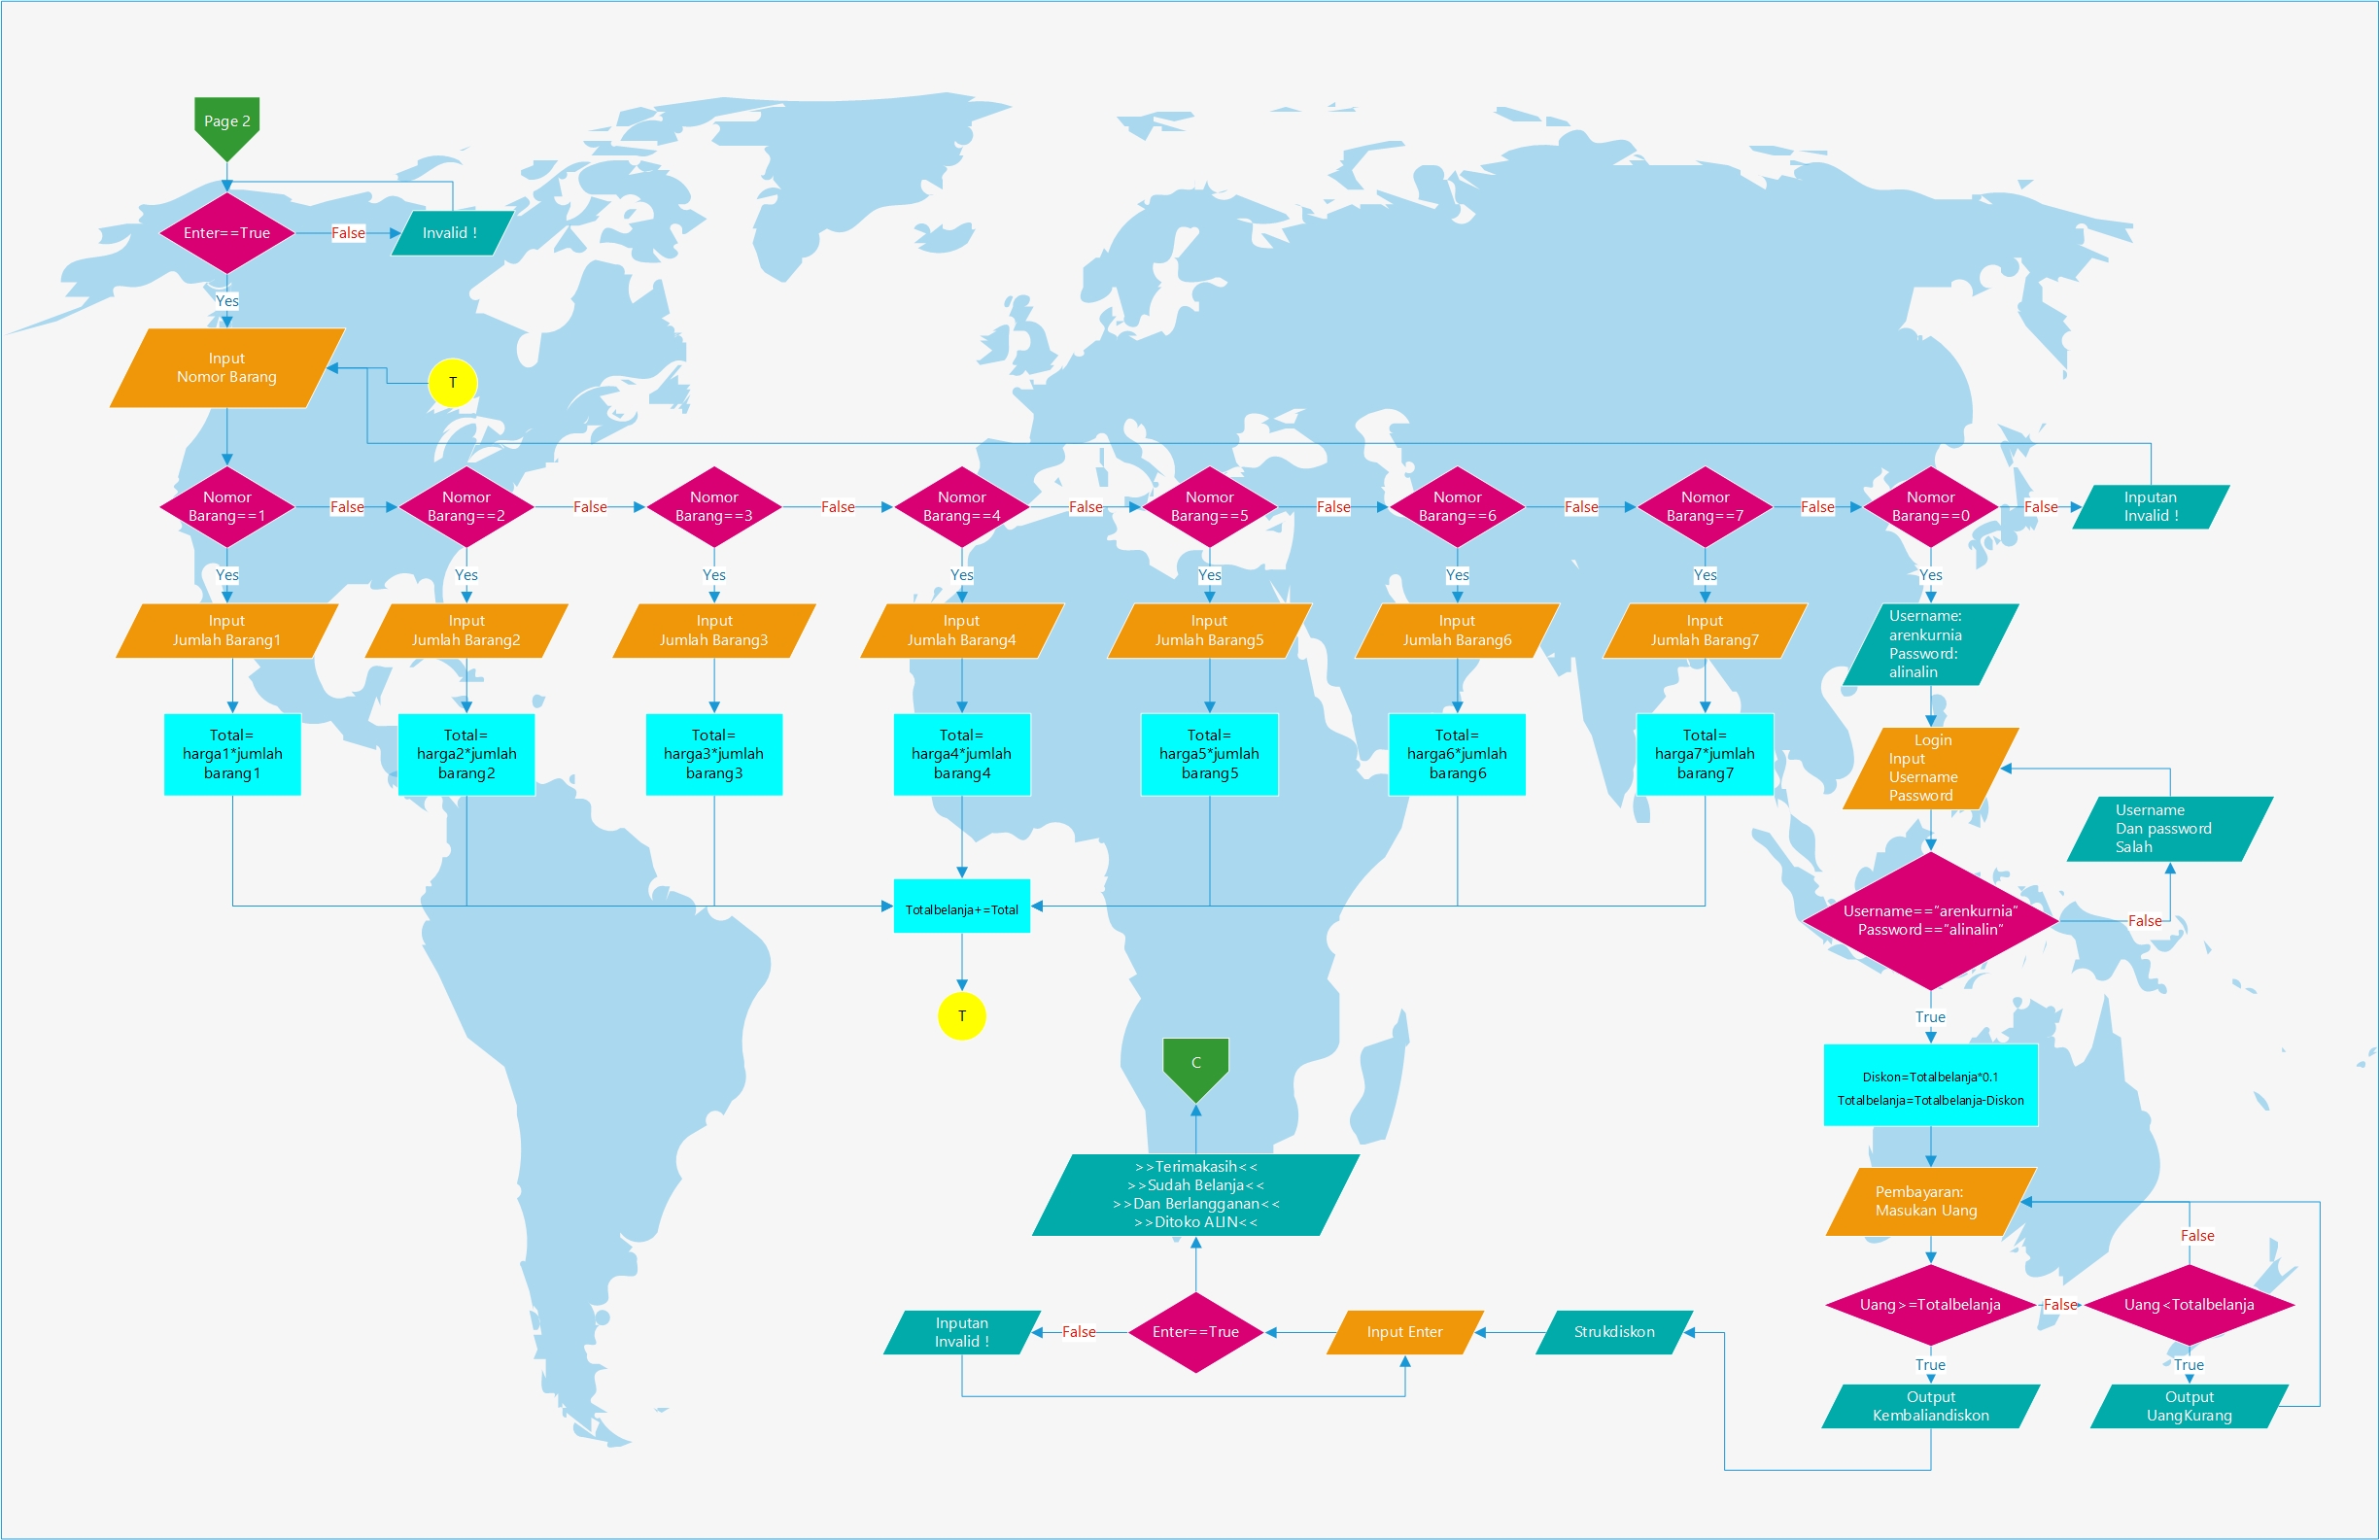 Page 2
Enter==True
False
Invalid !
Yes
Input
Nomor Barang
T
Nomor
Barang==1
False
Nomor
Barang==2
False
Nomor
Barang==3
False
Nomor
Barang==4
False
Nomor
Barang==5
False
Nomor
Barang==6
False
Nomor
Barang==7
False
Nomor
Barang==0
False
Inputan
Invalid !
Yes
Yes
Yes
Yes
Yes
Yes
Yes
Yes
Input
Jumlah Barang1
Input
Jumlah Barang2
Input
Jumlah Barang3
Input
Jumlah Barang4
Input
Jumlah Barang5
Input
Jumlah Barang6
Input
Jumlah Barang7
Username:
arenkurnia
Password:
alinalin
Total=
harga1*jumlah
barang1
Total=
harga2*jumlah
barang2
Total=
harga3*jumlah
barang3
Total=
harga4*jumlah
barang4
Total=
harga5*jumlah
barang5
Total=
harga6*jumlah
barang6
Total=
harga7*jumlah
barang7
Login
Input
Username
Password
Username
Dan password
Salah
Totalbelanja+=Total
Username=="arenkurnia"
Password=="alinalin"
False
T
True
C
Diskon=Totalbelanja*0.1
Totalbelanja=Totalbelanja-Diskon
>>Terimakasih<<
>>Sudah Belanja<<
>>Dan Berlangganan<<
>>Ditoko ALIN<<
Pembayaran:
Masukan Uang
False
Uang>=Totalbelanja
False
Uang<Totalbelanja
Inputan
Invalid !
False
Enter==True
Input Enter
Strukdiskon
True
True
Output
Kembaliandiskon
Output
UangKurang